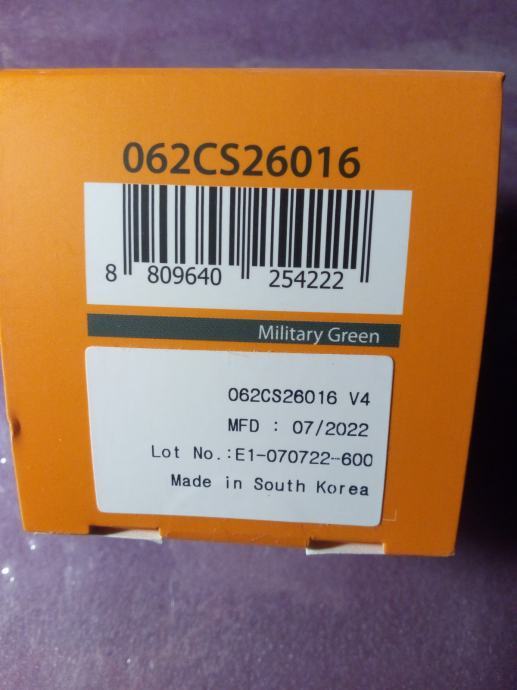 062CS26016
8 809640 254222
Military Green
062CS26016 V4
MFD : 07/2022
Lot No.:E1-070722-600
Made in South Korea